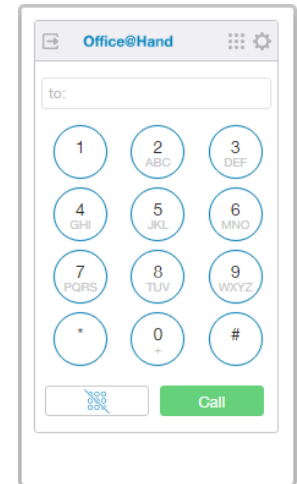 Office@Hand
to:
1 2 3
ABC DEF
4 5 6
GHI JKL MNO
7 8 9
PQRS TUV WXYZ
* 0 #
+
Call